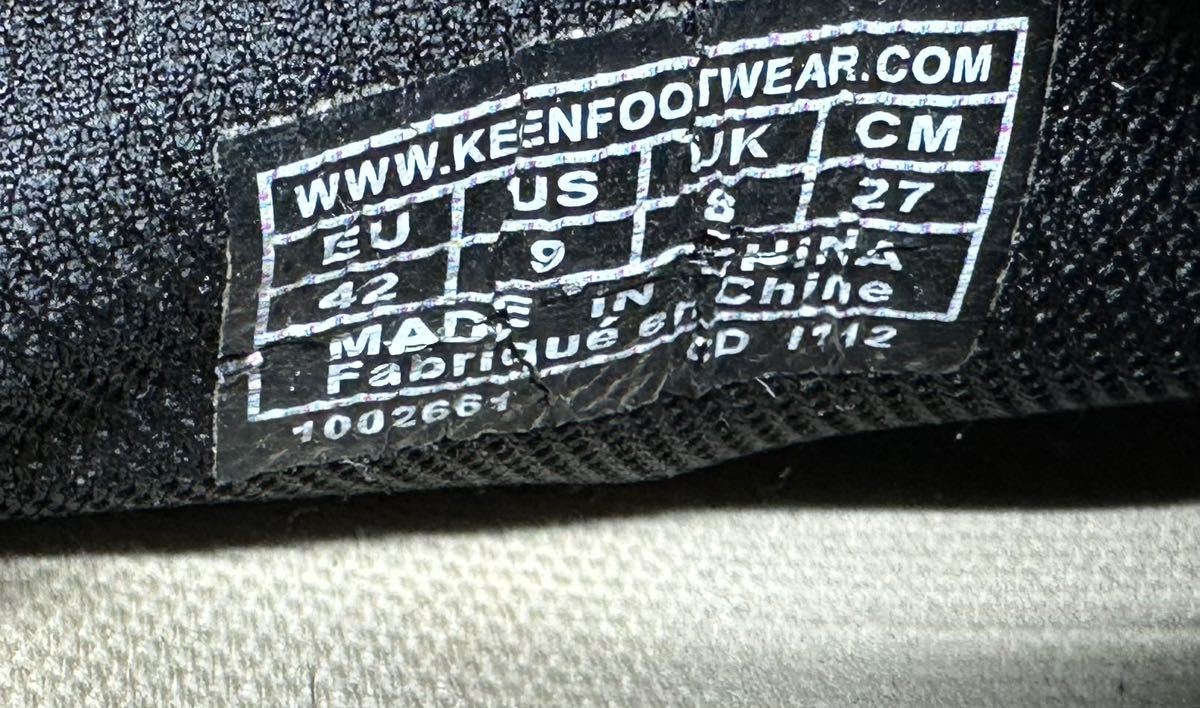 WWW.KEENFOOTWEAR.COM
EU US UK CM
42 9 8 27
MADE IN CHINA
Fabriqué en Chine
1002661 CD